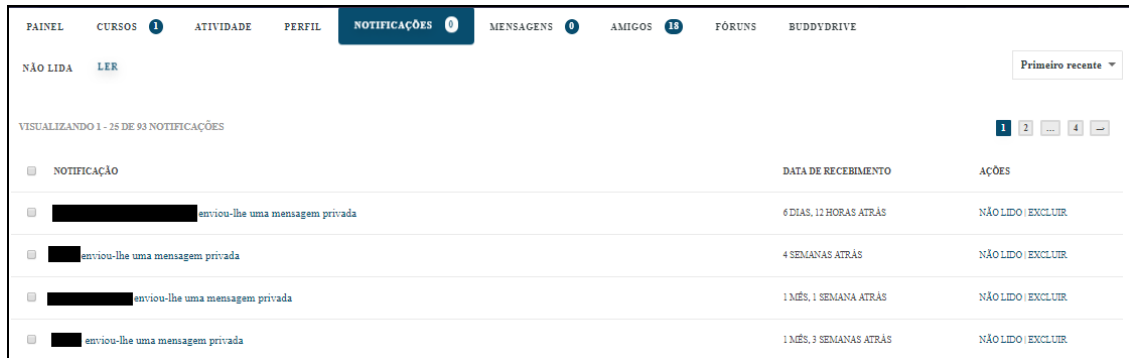 PAINEL CURSOS 1 ATIVIDADE PERFIL NOTIFICAÇÕES 0 MENSAGENS 0 AMIGOS 18 FÓRUNS BUDDYDRIVE
NÃO LIDA LER Primeiro recente
VISUALIZANDO 1 - 25 DE 93 NOTIFICAÇÕES 1 2 ... 4 →
NOTIFICAÇÃO DATA DE RECEBIMENTO AÇÕES
enviou-lhe uma mensagem privada 6 DIAS, 12 HORAS ATRÁS NÃO LIDO | EXCLUIR
enviou-lhe uma mensagem privada 4 SEMANAS ATRÁS NÃO LIDO | EXCLUIR
enviou-lhe uma mensagem privada 1 MÊS, 1 SEMANA ATRÁS NÃO LIDO | EXCLUIR
enviou-lhe uma mensagem privada 1 MÊS, 3 SEMANAS ATRÁS NÃO LIDO | EXCLUIR